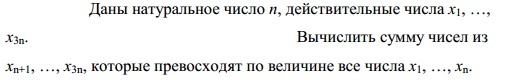 Даны натуральное число n, действительные числа x1, …,
x3n. Вычислить сумму чисел из
xn+1, …, x3n, которые превосходят по величине все числа x1, …, xn.